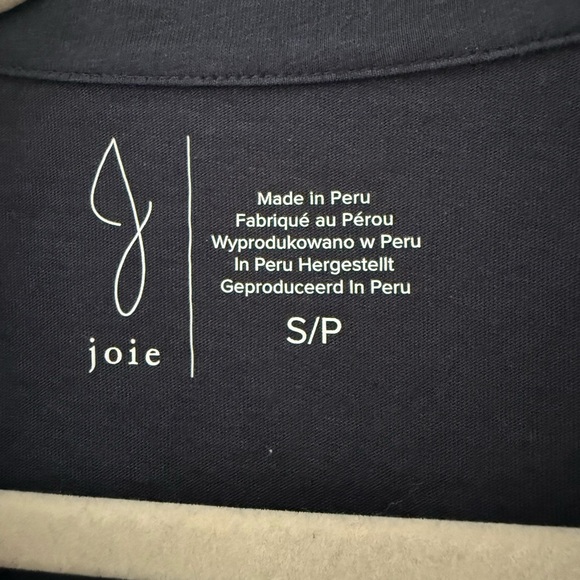 J
joie
Made in Peru
Fabriqué au Pérou
Wyprodukowano w Peru
In Peru Hergestellt
Geproduceerd In Peru
S/P